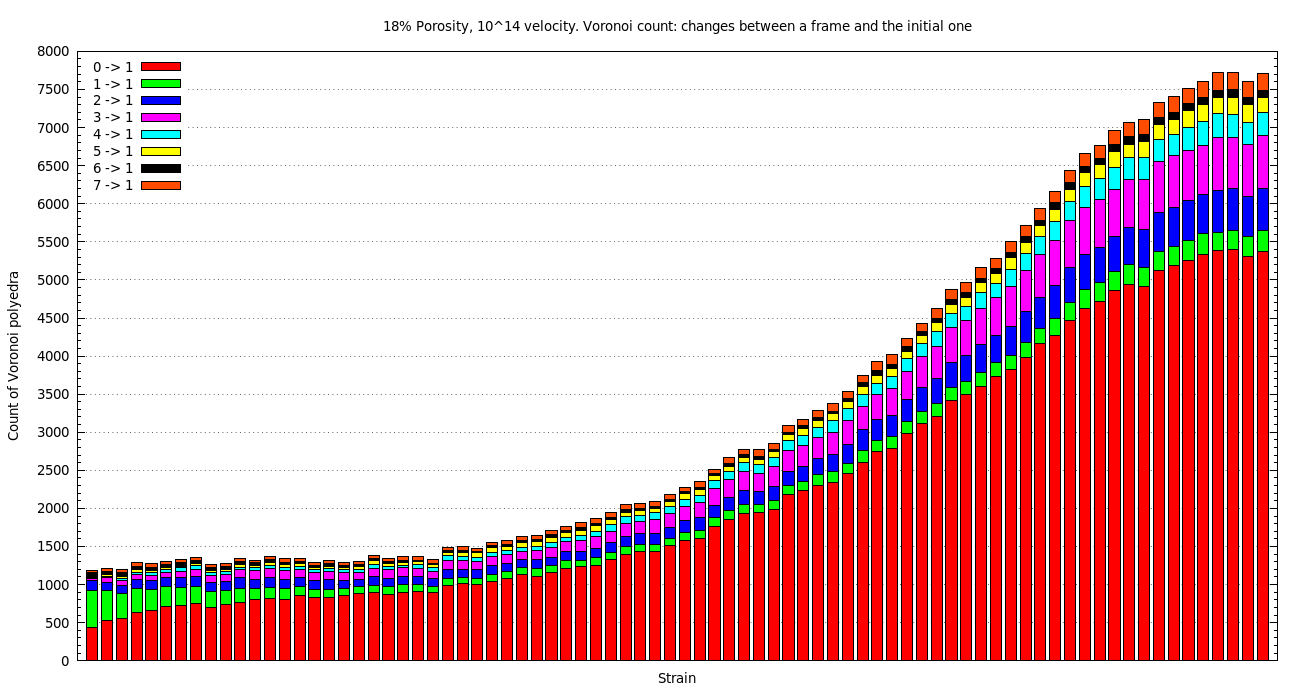 18% Porosity, 10^14 velocity. Voronoi count: changes between a frame and the initial one
8000
7500
7000
6500
6000
5500
5000
4500
4000
3500
3000
2500
2000
1500
1000
500
0
Count of Voronoi polyedra
0 -> 1
1 -> 1
2 -> 1
3 -> 1
4 -> 1
5 -> 1
6 -> 1
7 -> 1
Strain